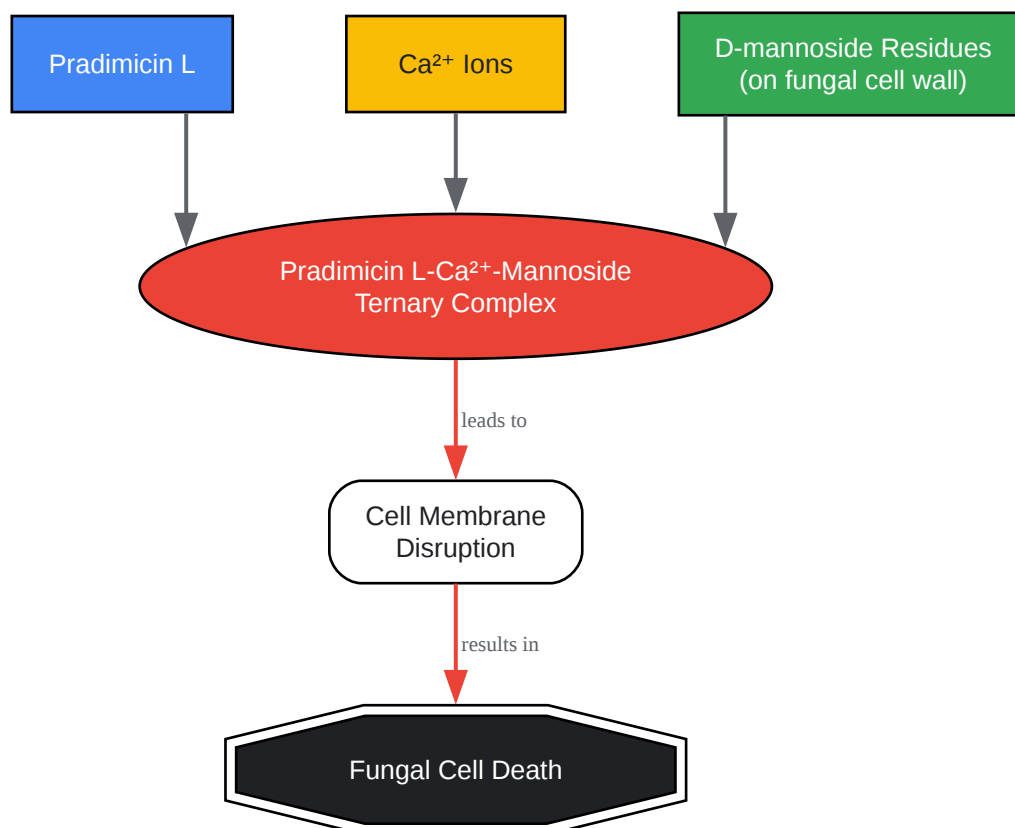 Pradimicin L
Ca²⁺ Ions
D-mannoside Residues
(on fungal cell wall)
Pradimicin L-Ca²⁺-Mannoside
Ternary Complex
leads to
Cell Membrane
Disruption
results in
Fungal Cell Death